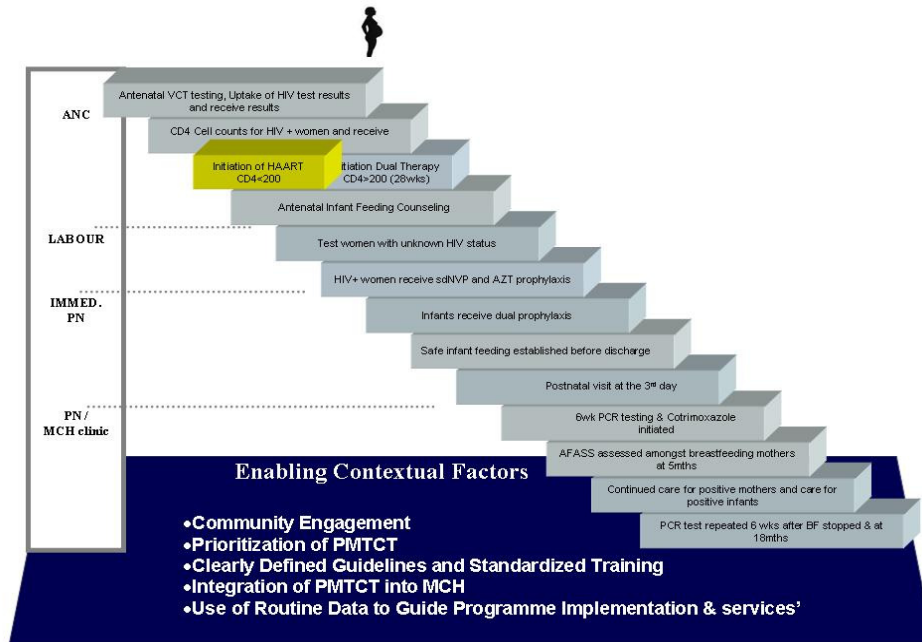 ANC
LABOUR
IMMED.
PN
PN /
MCH clinic
Antenatal VCT testing, Uptake of HIV test results
and receive results
CD4 Cell counts for HIV + women and receive
Initiation of HAART
CD4<200
itiation Dual Therapy
CD4>200 (28wks)
Antenatal Infant Feeding Counseling
Test women with unknown HIV status
HIV+ women receive sdNVP and AZT prophylaxis
Infants receive dual prophylaxis
Safe infant feeding established before discharge
Postnatal visit at the 3rd day
6wk PCR testing & Cotrimoxazole
initiated
AFASS assessed amongst breastfeeding mothers
at 5mths
Continued care for positive mothers and care for
positive infants
PCR test repeated 6 wks after BF stopped & at
18mths
Enabling Contextual Factors
•Community Engagement
•Prioritization of PMTCT
•Clearly Defined Guidelines and Standardized Training
•Integration of PMTCT into MCH
•Use of Routine Data to Guide Programme Implementation & services’